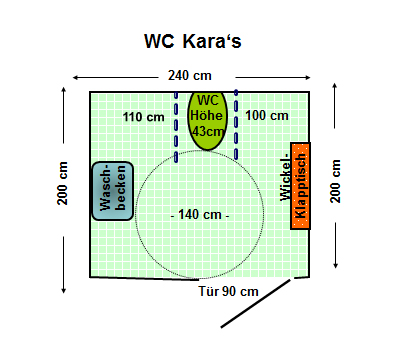 WC Kara‘s
240 cm
110 cm
WC
Höhe
43cm
100 cm
200 cm
Wasch-
becken
- 140 cm -
Wickel-
Klapptisch
200 cm
Tür 90 cm